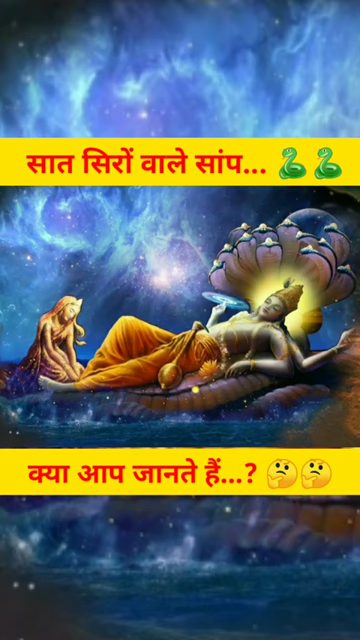 सात सिरों वाले सांप... 🐍🐍
क्या आप जानते हैं...? 🤔🤔